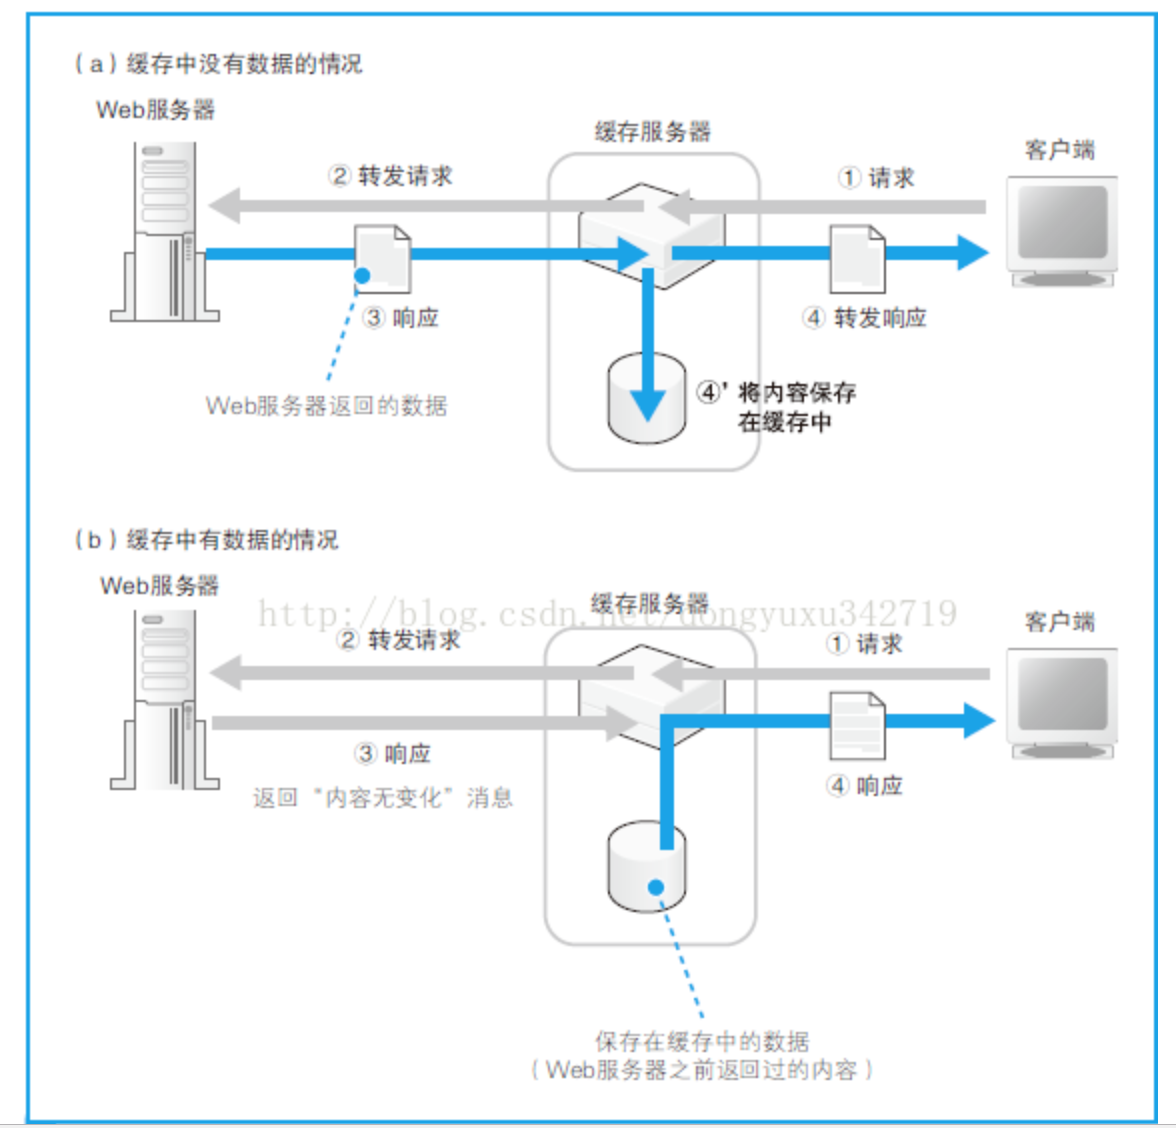 （a）缓存中没有数据的情况
Web服务器
缓存服务器
客户端
② 转发请求
① 请求
③ 响应
④ 转发响应
Web服务器返回的数据
④' 将内容保存
在缓存中
（b）缓存中有数据的情况
Web服务器
缓存服务器
http://blog.csdn.net/dongyuxu342719
客户端
② 转发请求
① 请求
③ 响应
返回“内容无变化”消息
④ 响应
保存在缓存中的数据
（Web服务器之前返回过的内容）